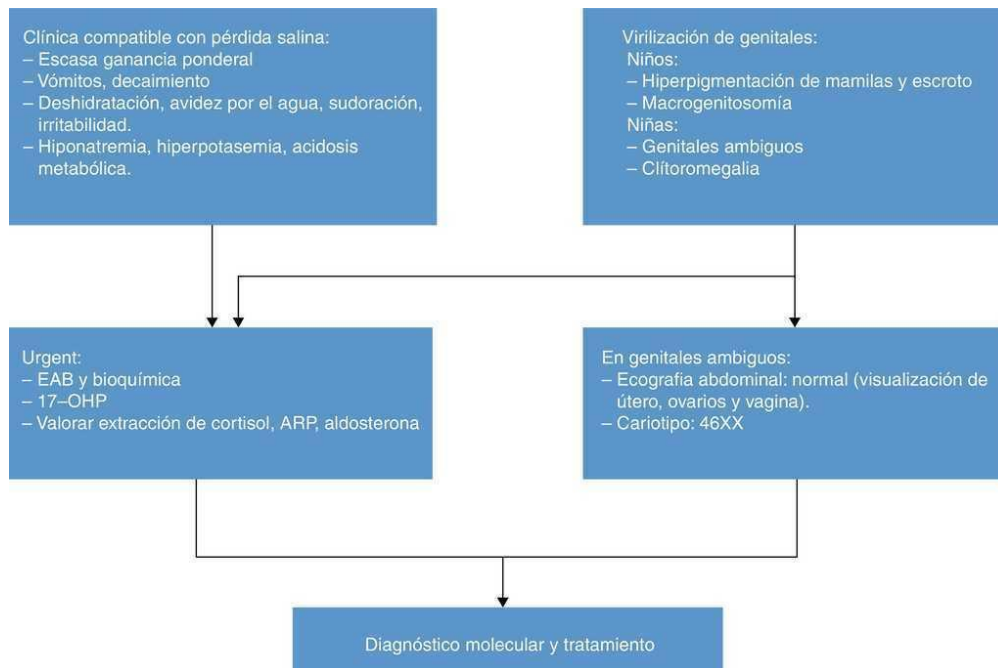 Clínica compatible con pérdida salina:
– Escasa ganancia ponderal
– Vómitos, decaimiento
– Deshidratación, avidez por el agua, sudoración,
irritabilidad.
– Hiponatremia, hiperpotasemia, acidosis
metabólica.
Virilización de genitales:
Niños:
– Hiperpigmentación de mamilas y escroto
– Macrogenitosomía
Niñas:
– Genitales ambiguos
– Clítoromegalia
Urgent:
– EAB y bioquímica
– 17–OHP
– Valorar extracción de cortisol, ARP, aldosterona
En genitales ambiguos:
– Ecografia abdominal: normal (visualización de
útero, ovarios y vagina).
– Cariotipo: 46XX
Diagnóstico molecular y tratamiento